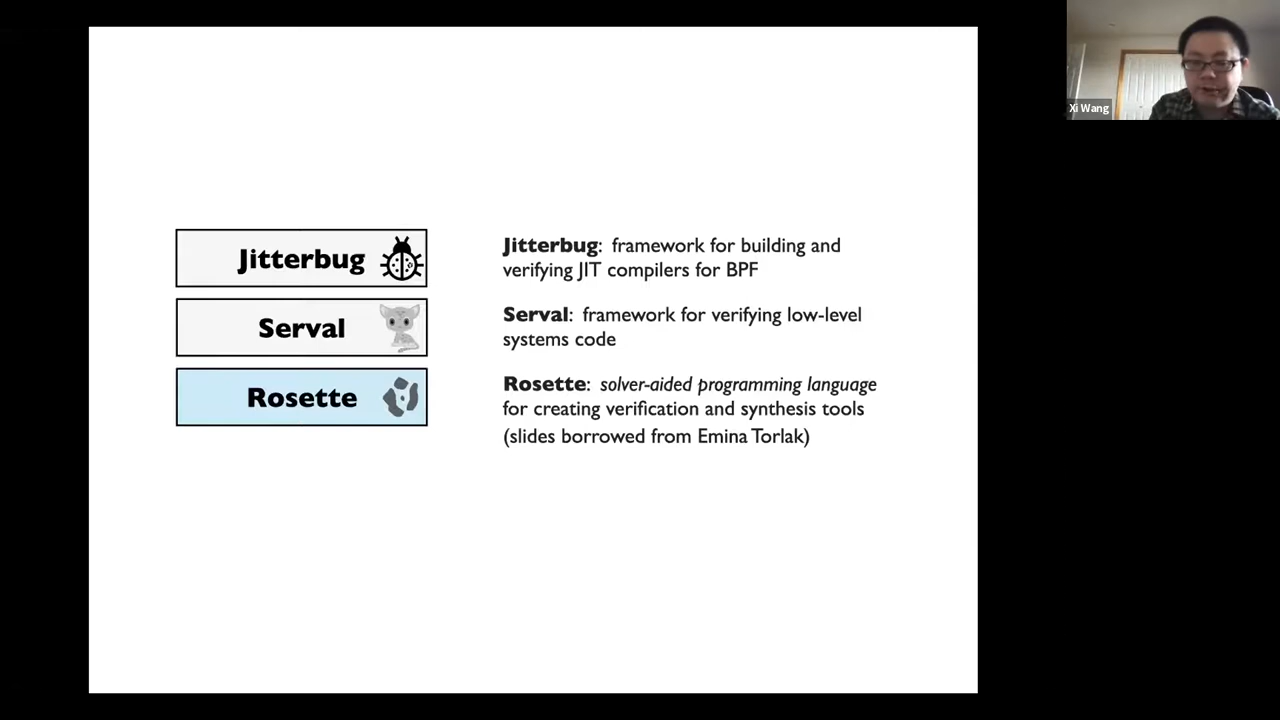 Xi Wang
Jitterbug
Serval
Rosette
Jitterbug: framework for building and
verifying JIT compilers for BPF
Serval: framework for verifying low-level
systems code
Rosette: solver-aided programming language
for creating verification and synthesis tools
(slides borrowed from Emina Torlak)